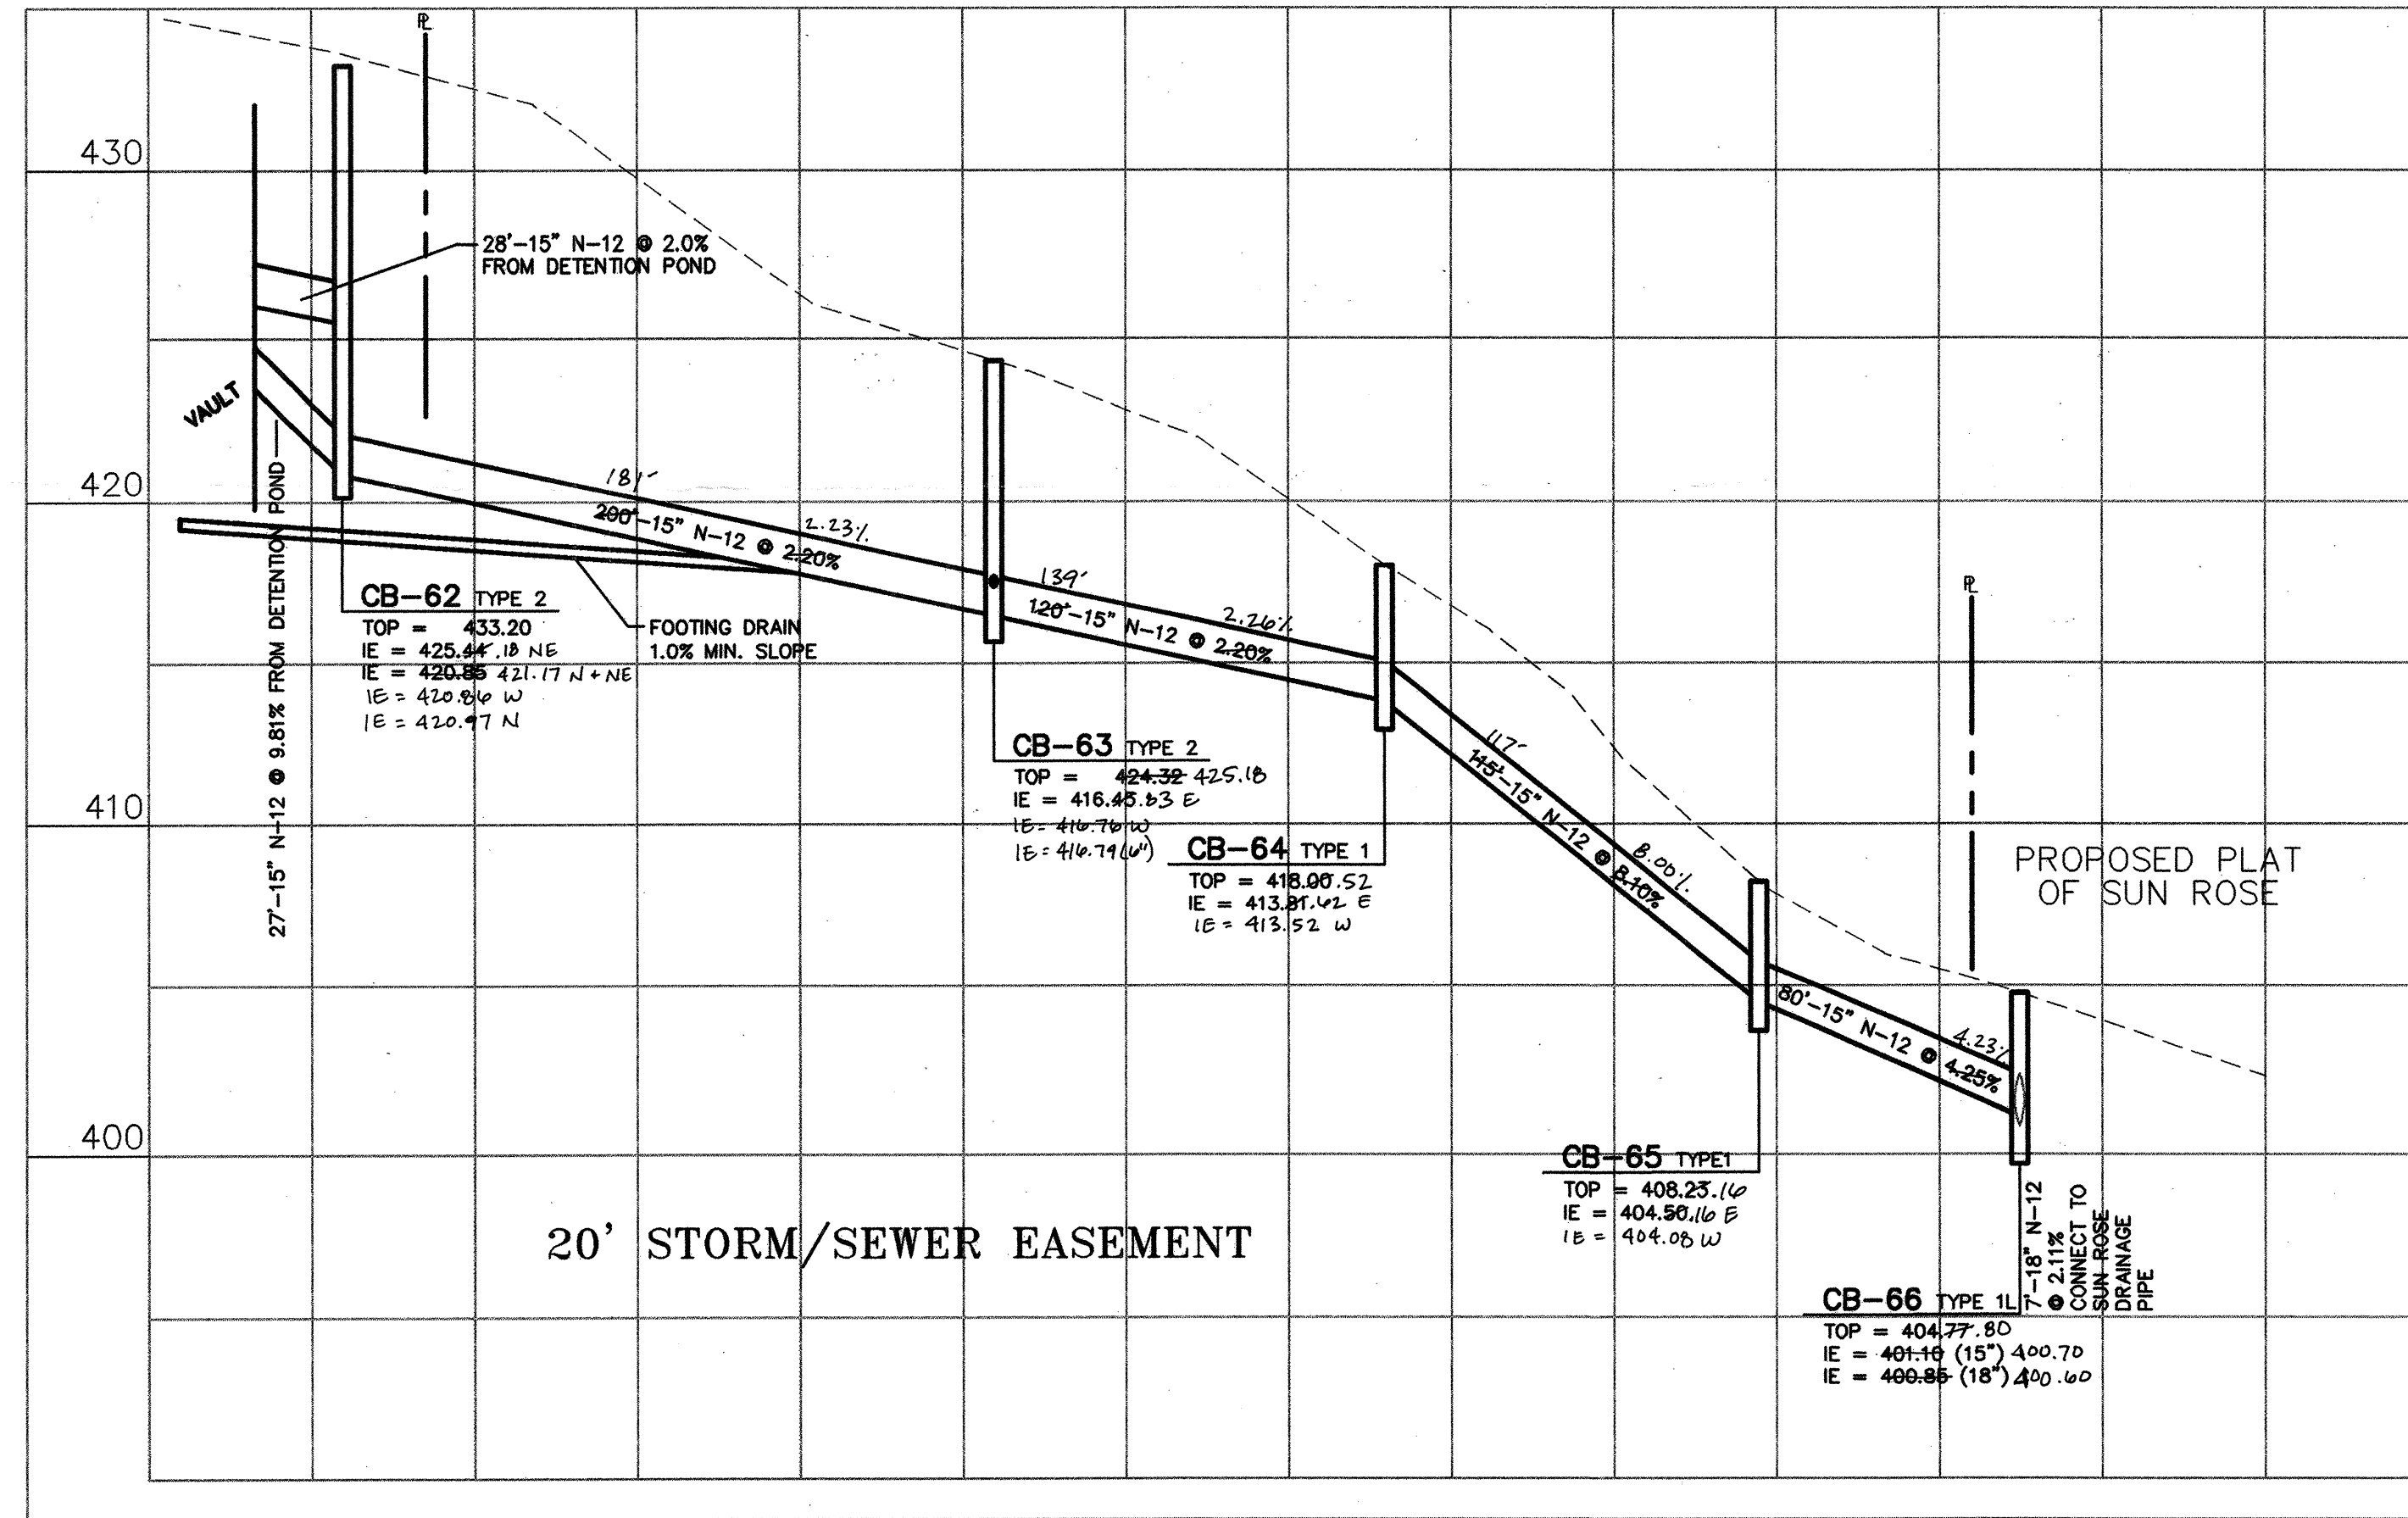 430
420
410
400
PL
28'-15" N-12 @ 2.0%
FROM DETENTION POND
VAULT
27'-15" N-12 @ 9.81% FROM DETENTION POND
181'
200'-15" N-12 @ 2.20%
2.23%
CB-62 TYPE 2
TOP = 433.20
IE = 425.44 .18 NE
IE = 420.85 421.17 N + NE
IE = 420.86 W
IE = 420.97 N
FOOTING DRAIN
1.0% MIN. SLOPE
139'
120'-15" N-12 @ 2.20%
2.26%
CB-63 TYPE 2
TOP = 424.32 425.18
IE = 416.45 .83 E
IE = 416.76 W
IE = 416.79 (6")
CB-64 TYPE 1
TOP = 418.00 .52
IE = 413.81 .62 E
IE = 413.52 W
117'
115'-15" N-12 @ 8.10%
8.00%
PL
PROPOSED PLAT
OF SUN ROSE
80'-15" N-12 @ 4.25%
4.23%
CB-65 TYPE1
TOP = 408.23 .16
IE = 404.50 .16 E
IE = 404.08 W
20' STORM/SEWER EASEMENT
7'-18" N-12
@ 2.11%
CONNECT TO
SUN ROSE
DRAINAGE
PIPE
CB-66 TYPE 1L
TOP = 404.77 .80
IE = 401.10 (15") 400.70
IE = 400.85 (18") 400.60